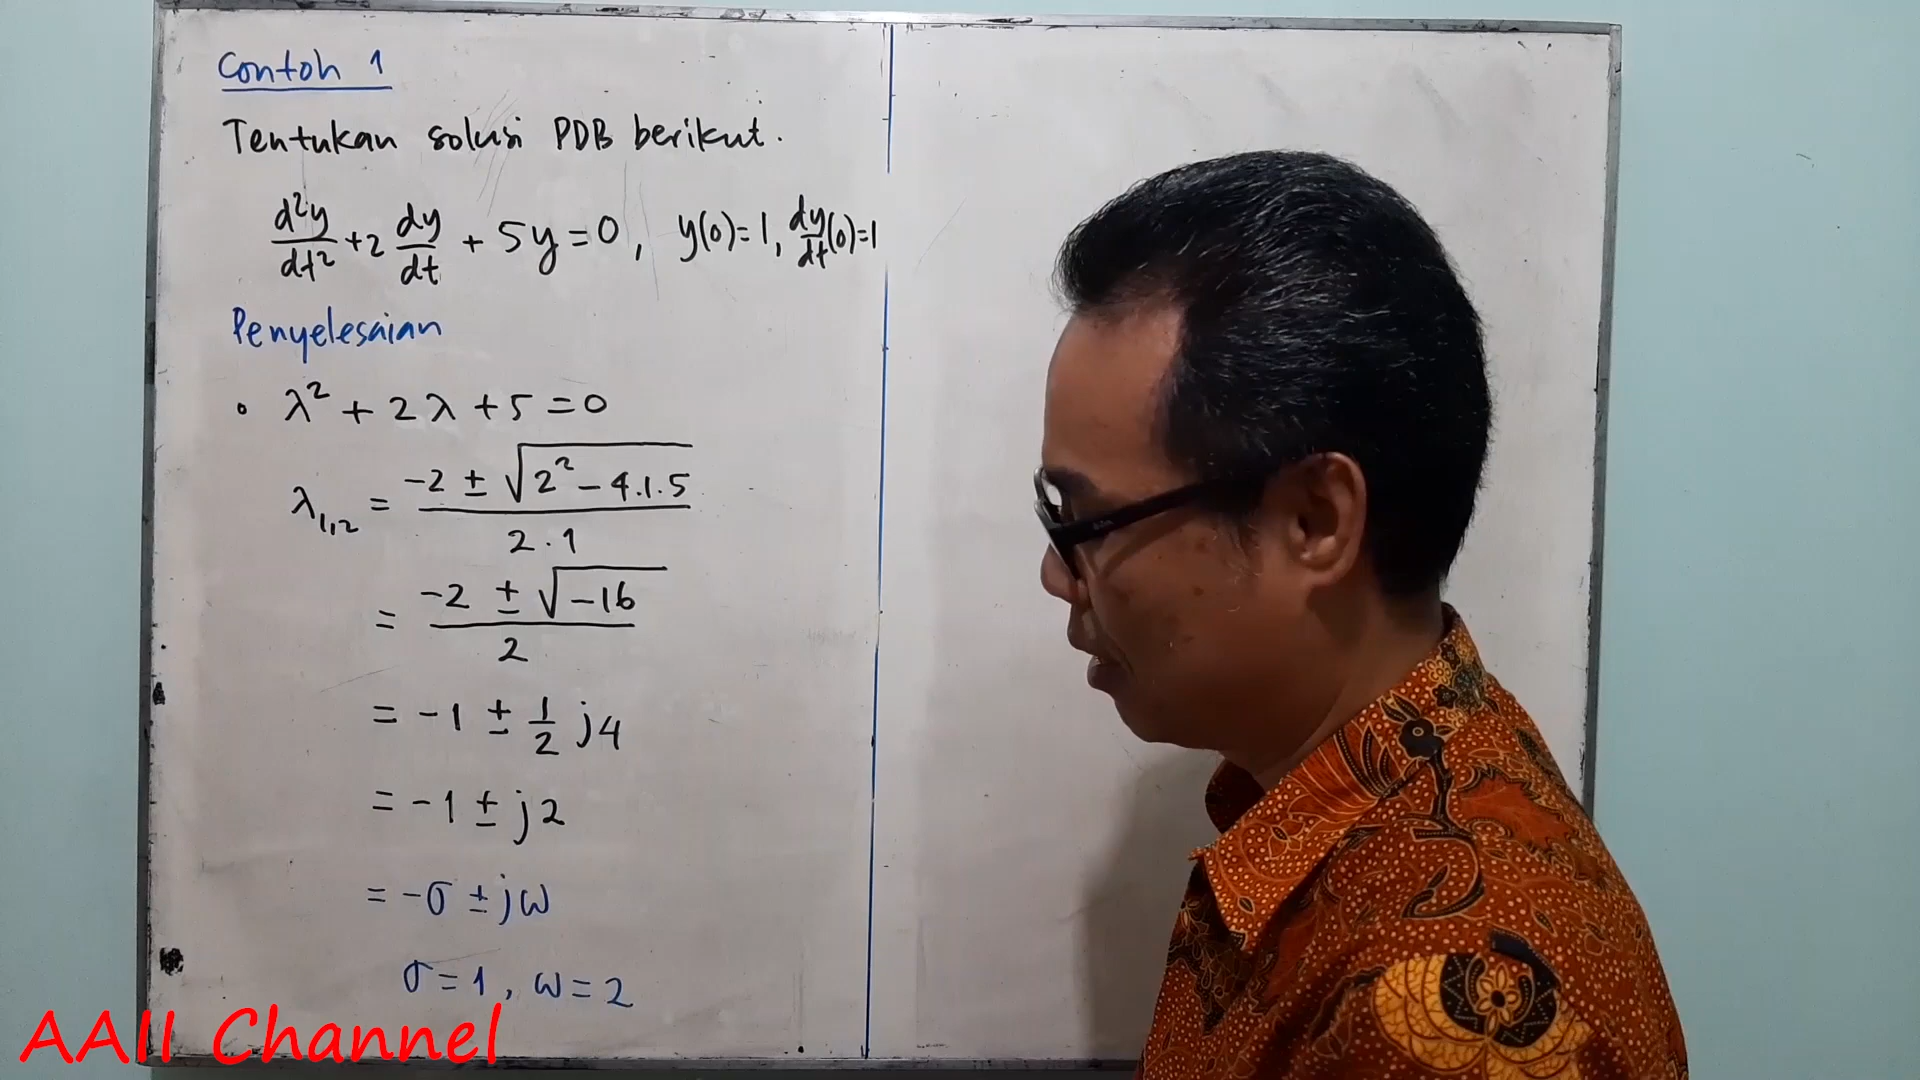 Contoh 1
Tentukan solusi PDB berikut.
d²y/dt² + 2 dy/dt + 5y = 0, y(0)=1, dy/dt(0)=1
Penyelesaian
• λ² + 2λ + 5 = 0
λ₁,₂ = (-2 ± √(2² - 4.1.5))/(2.1)
= (-2 ± √(-16))/2
= -1 ± 1/2 j4
= -1 ± j2
= -σ ± jω
σ = 1, ω = 2
AAII Channel